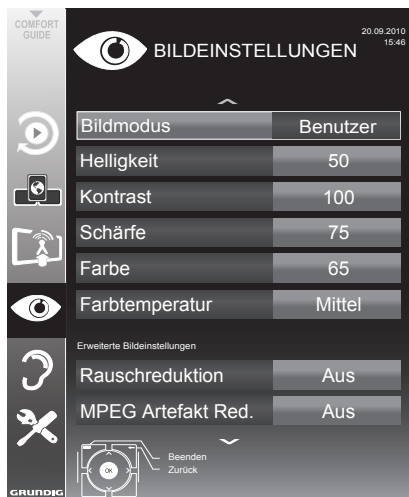 COMFORT
GUIDE
BILDEINSTELLUNGEN
20.09.2010
15:46
Bildmodus Benutzer
Helligkeit 50
Kontrast 100
Schärfe 75
Farbe 65
Farbtemperatur Mittel
Erweiterte Bildeinstellungen
Rauschreduktion Aus
MPEG Artefakt Red. Aus
Beenden
OK Zurück
GRUNDIG